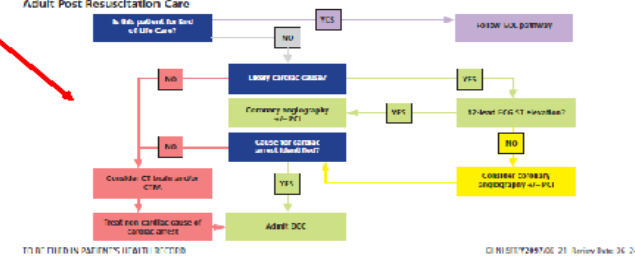 Adult Post Resuscitation Care
Is this patient for End
of Life Care?
YES
Follow EOL pathway
NO
Likely cardiac cause?
NO
YES
Coronary angiography
+/- PCI
YES
12-lead ECG ST elevation?
NO
Cause for cardiac
arrest identified?
NO
Consider CT brain and/or
CTPA
YES
Consider coronary
angiography +/- PCI
Treat non cardiac cause of
cardiac arrest
Admit DCC
TO BE FILED IN PATIENT'S HEALTH RECORD
Review Date